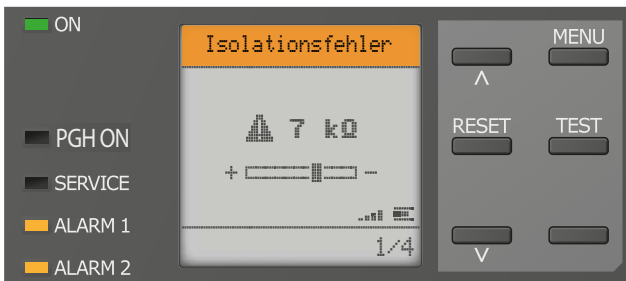 ON
PGH ON
SERVICE
ALARM 1
ALARM 2
Isolationsfehler
7 kΩ
+ -
1/4
MENU
∧
RESET
TEST
∨